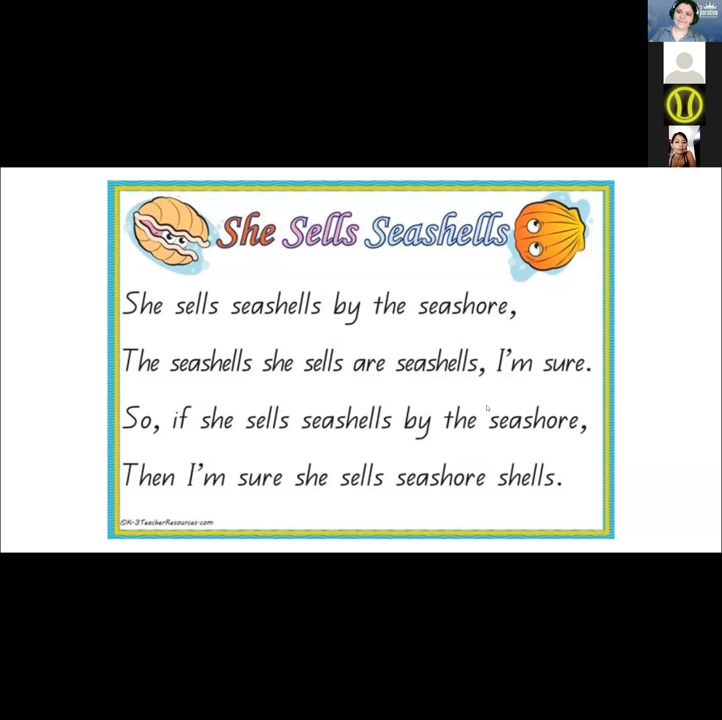 She Sells Seashells
She sells seashells by the seashore,
The seashells she sells are seashells, I'm sure.
So, if she sells seashells by the seashore,
Then I'm sure she sells seashore shells.
©K-3TeacherResources.com